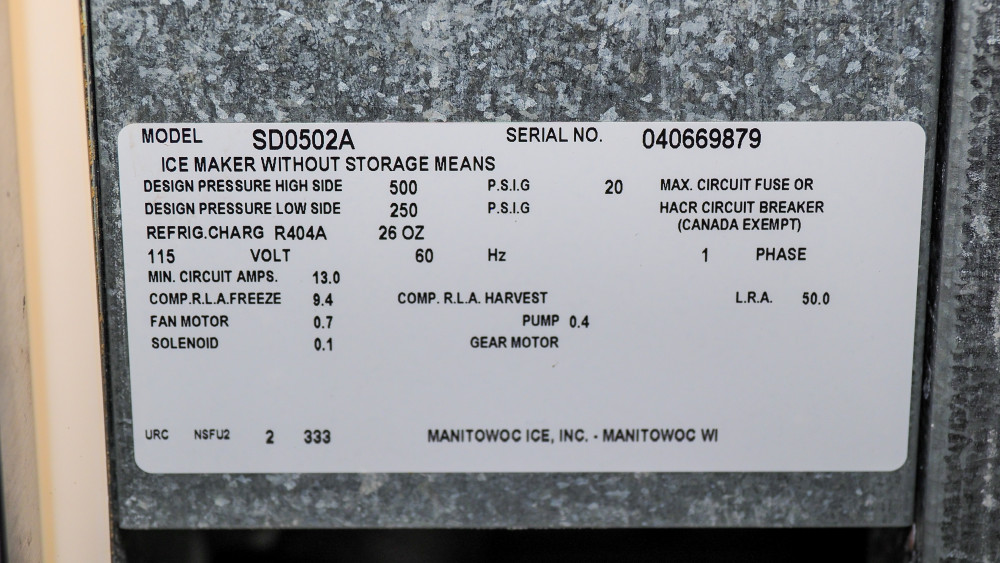 MODEL SD0502A SERIAL NO. 040669879
ICE MAKER WITHOUT STORAGE MEANS
DESIGN PRESSURE HIGH SIDE 500 P.S.I.G 20 MAX. CIRCUIT FUSE OR
DESIGN PRESSURE LOW SIDE 250 P.S.I.G HACR CIRCUIT BREAKER
(CANADA EXEMPT)
REFRIG.CHARG R404A 26 OZ
115 VOLT 60 Hz 1 PHASE
MIN. CIRCUIT AMPS. 13.0
COMP.R.L.A.FREEZE 9.4 COMP. R.L.A. HARVEST L.R.A. 50.0
FAN MOTOR 0.7 PUMP 0.4
SOLENOID 0.1 GEAR MOTOR
URC NSFU2 2 333 MANITOWOC ICE, INC. - MANITOWOC WI